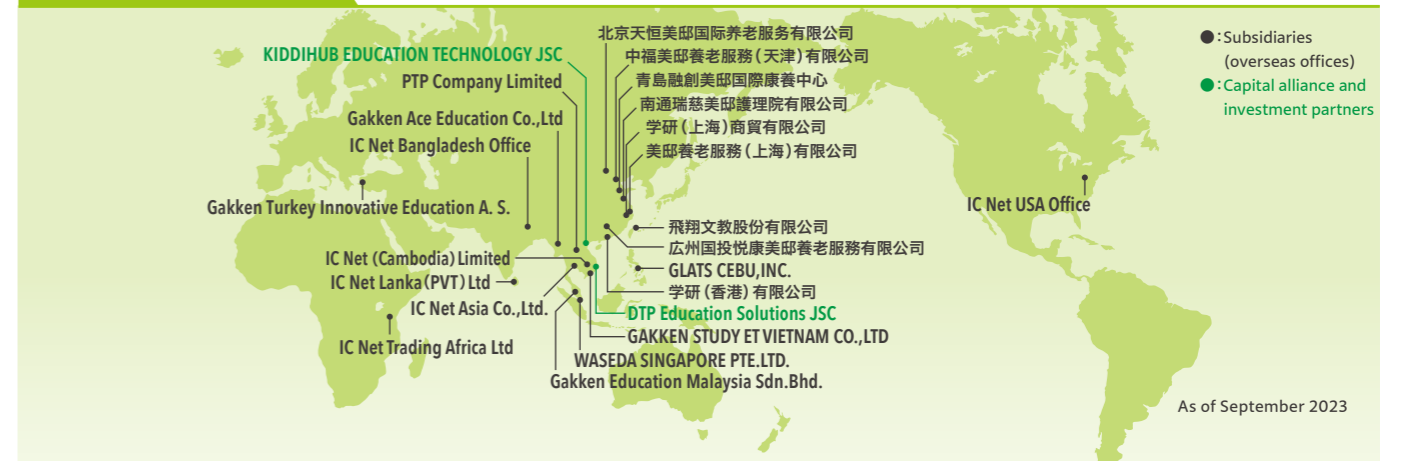 北京天恒美邸国际养老服务有限公司
KIDDIHUB EDUCATION TECHNOLOGY JSC
中福美邸養老服務(天津)有限公司
PTP Company Limited
青島融創美邸国際康養中心
南通瑞慈美邸護理院有限公司
Gakken Ace Education Co.,Ltd
学研(上海)商貿有限公司
IC Net Bangladesh Office
美邸養老服務(上海)有限公司
Gakken Turkey Innovative Education A. S.
IC Net USA Office
飛翔文教股份有限公司
広州国投悦康美邸養老服務有限公司
IC Net (Cambodia) Limited
GLATS CEBU,INC.
IC Net Lanka(PVT)Ltd
学研(香港)有限公司
IC Net Asia Co.,Ltd.
DTP Education Solutions JSC
GAKKEN STUDY ET VIETNAM CO.,LTD
IC Net Trading Africa Ltd
WASEDA SINGAPORE PTE.LTD.
Gakken Education Malaysia Sdn.Bhd.
●:Subsidiaries
(overseas offices)
●:Capital alliance and
investment partners
As of September 2023